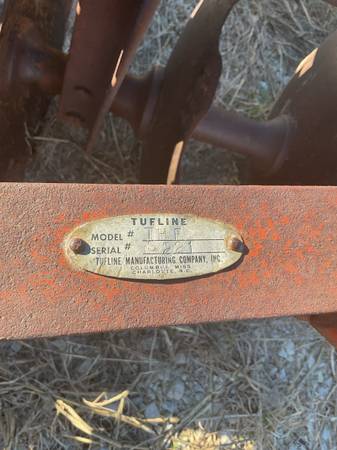 TUFLINE
MODEL #
SERIAL #
TUFLINE MANUFACTURING COMPANY, INC.
COLUMBUS, MISS.
CHARLOTTE, N.C.